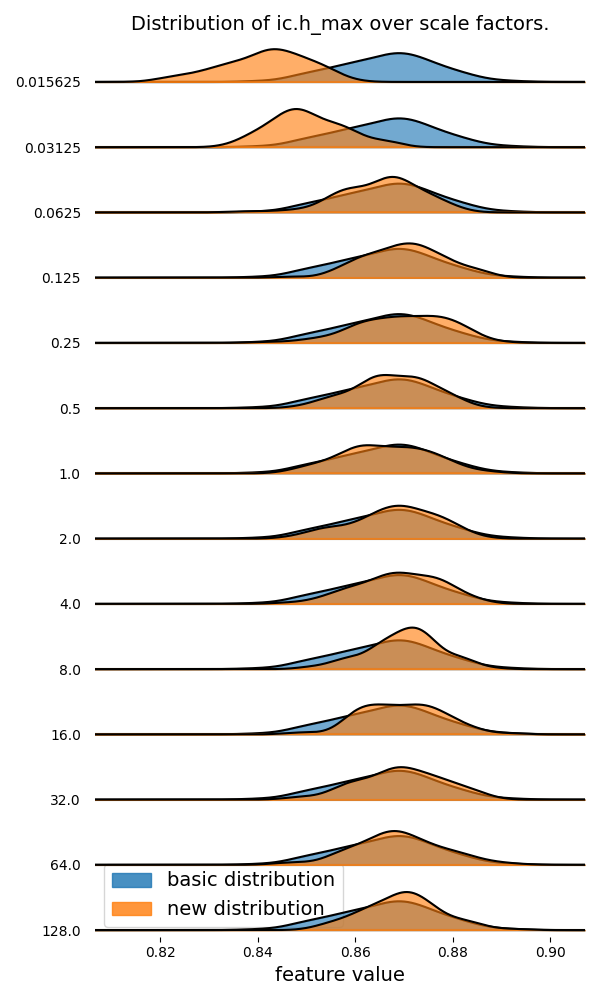 Distribution of ic.h_max over scale factors.
0.015625
0.03125
0.0625
0.125
0.25
0.5
1.0
2.0
4.0
8.0
16.0
32.0
64.0
basic distribution
new distribution
128.0
0.82 0.84 0.86 0.88 0.90
feature value